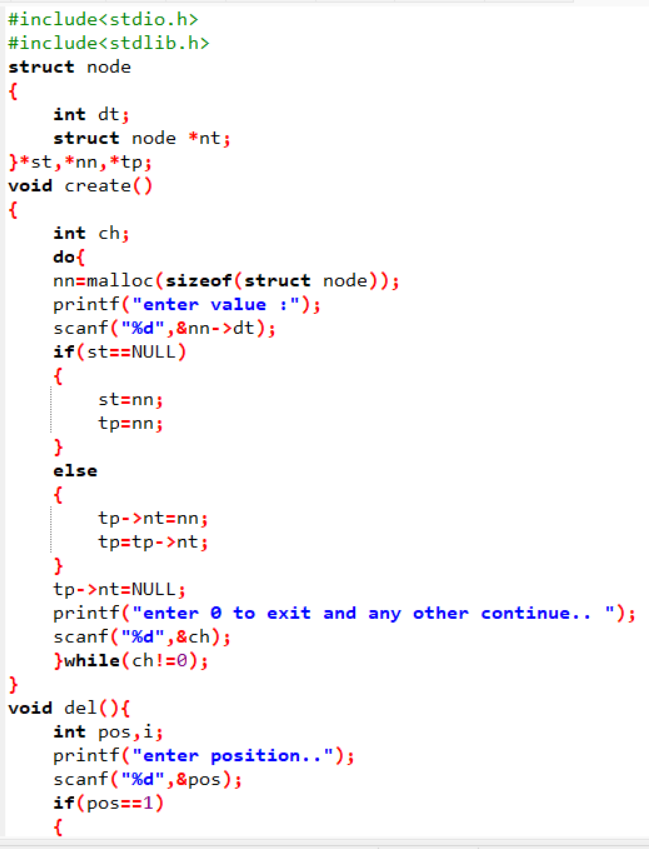 #include<stdio.h>
#include<stdlib.h>
struct node
{
    int dt;
    struct node *nt;
}*st,*nn,*tp;
void create()
{
    int ch;
    do{
    nn=malloc(sizeof(struct node));
    printf("enter value :");
    scanf("%d",&nn->dt);
    if(st==NULL)
    {
        st=nn;
        tp=nn;
    }
    else
    {
        tp->nt=nn;
        tp=tp->nt;
    }
    tp->nt=NULL;
    printf("enter 0 to exit and any other continue.. ");
    scanf("%d",&ch);
    }while(ch!=0);
}
void del(){
    int pos,i;
    printf("enter position..");
    scanf("%d",&pos);
    if(pos==1)
    {